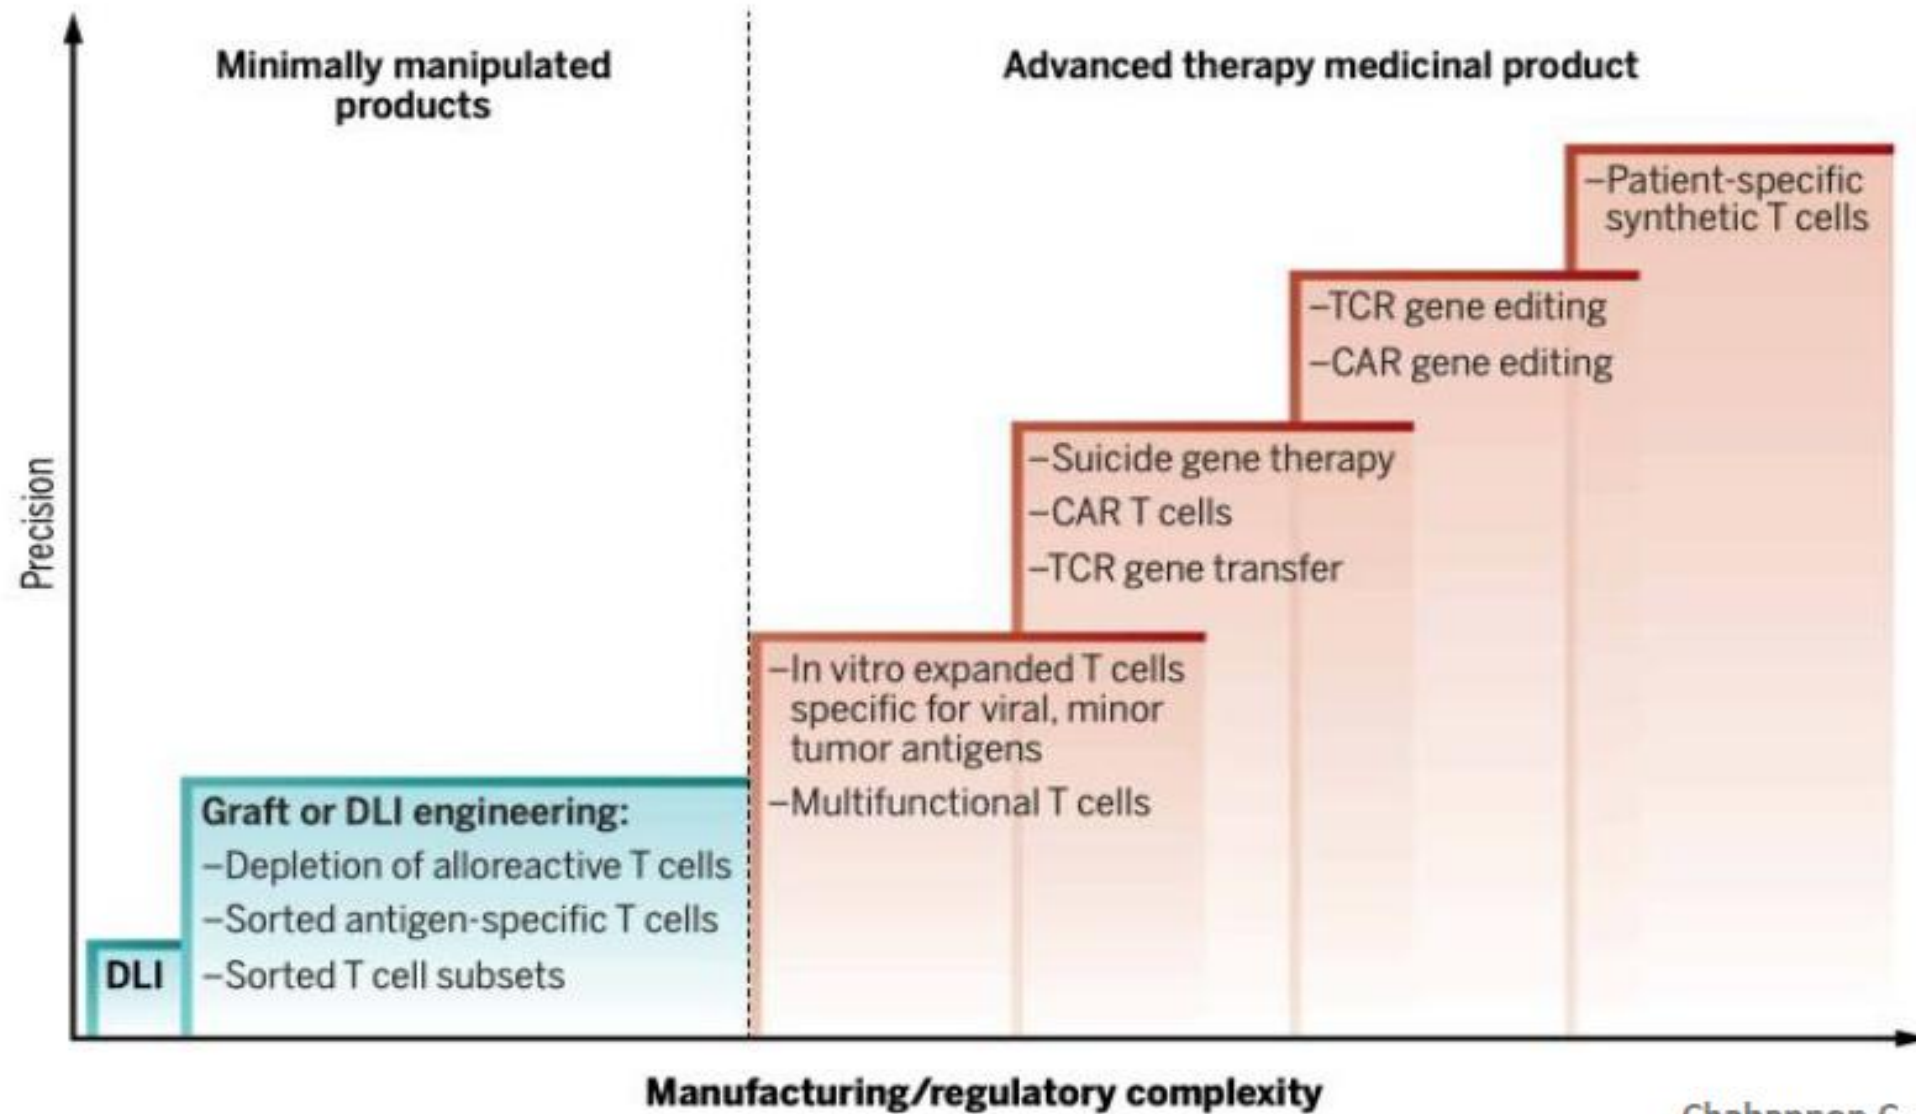 Minimally manipulated
products
Advanced therapy medicinal product
–Patient-specific
synthetic T cells
–TCR gene editing
–CAR gene editing
–Suicide gene therapy
–CAR T cells
–TCR gene transfer
–In vitro expanded T cells
specific for viral, minor
tumor antigens
–Multifunctional T cells
Graft or DLI engineering:
–Depletion of alloreactive T cells
–Sorted antigen-specific T cells
–Sorted T cell subsets
DLI
Precision
Manufacturing/regulatory complexity